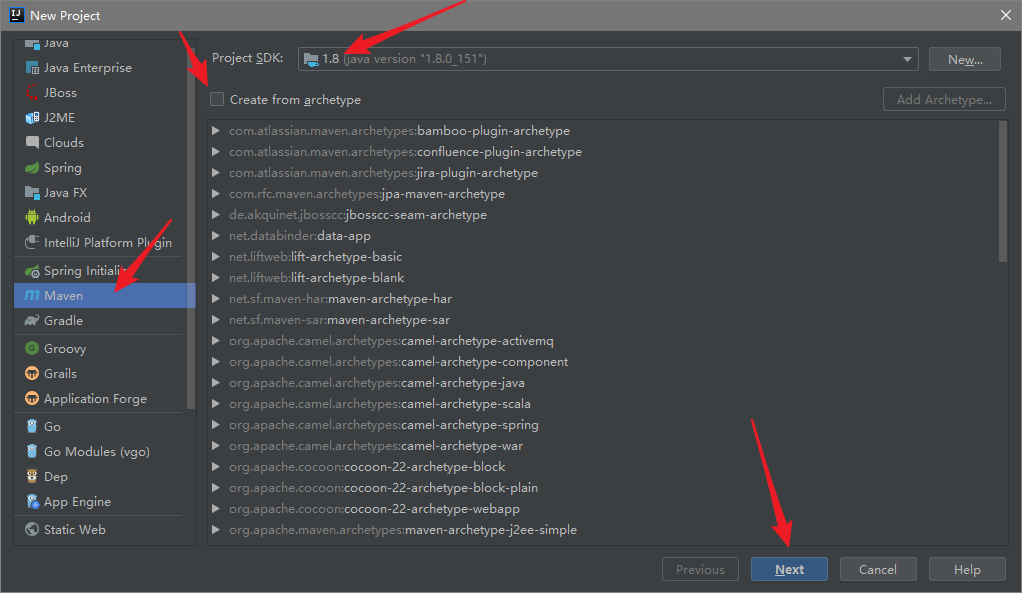 New Project
Java
Java Enterprise
JBoss
J2ME
Clouds
Spring
Java FX
Android
IntelliJ Platform Plugin
Spring Initializr
Maven
Gradle
Groovy
Grails
Application Forge
Go
Go Modules (vgo)
Dep
App Engine
Static Web
Project SDK: 1.8 (java version "1.8.0_151") New...
Create from archetype Add Archetype...
com.atlassian.maven.archetypes:bamboo-plugin-archetype
com.atlassian.maven.archetypes:confluence-plugin-archetype
com.atlassian.maven.archetypes:jira-plugin-archetype
com.rfc.maven.archetypes:jpa-maven-archetype
de.akquinet.jbosscc:jbosscc-seam-archetype
net.databinder:data-app
net.liftweb:lift-archetype-basic
net.liftweb:lift-archetype-blank
net.sf.maven-har:maven-archetype-har
net.sf.maven-sar:maven-archetype-sar
org.apache.camel.archetypes:camel-archetype-activemq
org.apache.camel.archetypes:camel-archetype-component
org.apache.camel.archetypes:camel-archetype-java
org.apache.camel.archetypes:camel-archetype-scala
org.apache.camel.archetypes:camel-archetype-spring
org.apache.camel.archetypes:camel-archetype-war
org.apache.cocoon:cocoon-22-archetype-block
org.apache.cocoon:cocoon-22-archetype-block-plain
org.apache.cocoon:cocoon-22-archetype-webapp
org.apache.maven.archetypes:maven-archetype-j2ee-simple
Previous Next Cancel Help